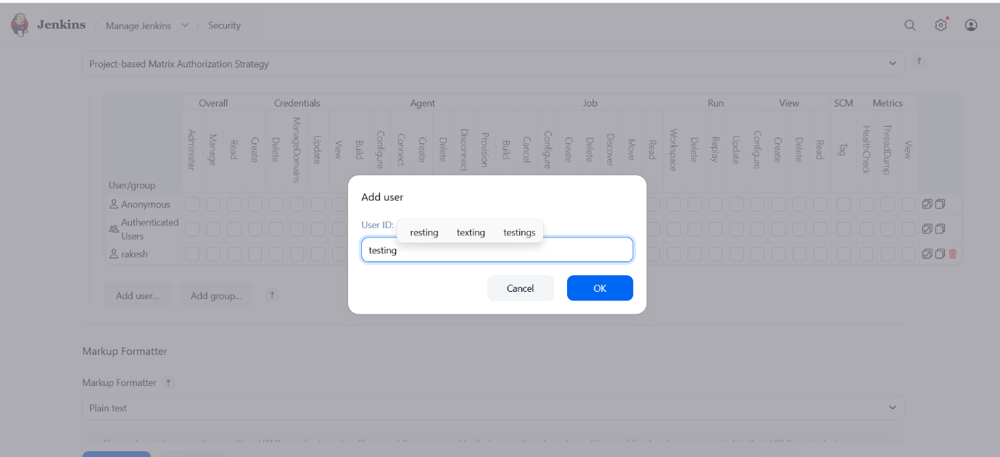 Jenkins / Manage Jenkins / Security
Project-based Matrix Authorization Strategy ?
Overall Credentials Agent Job Run View SCM Metrics
User/group Administer Manage Read Create Delete ManageDomains Update View Build Configure Connect Create Delete Disconnect Provision Build Cancel Configure Create Delete Discover Move Read Workspace Delete Replay Update Configure Create Delete Read Tag HealthCheck ThreadDump View
Anonymous
Authenticated
Users
rakesh
Add user... Add group... ?
Add user
User ID:
resting texting testings
testing
Cancel OK
Markup Formatter
Markup Formatter ?
Plain text